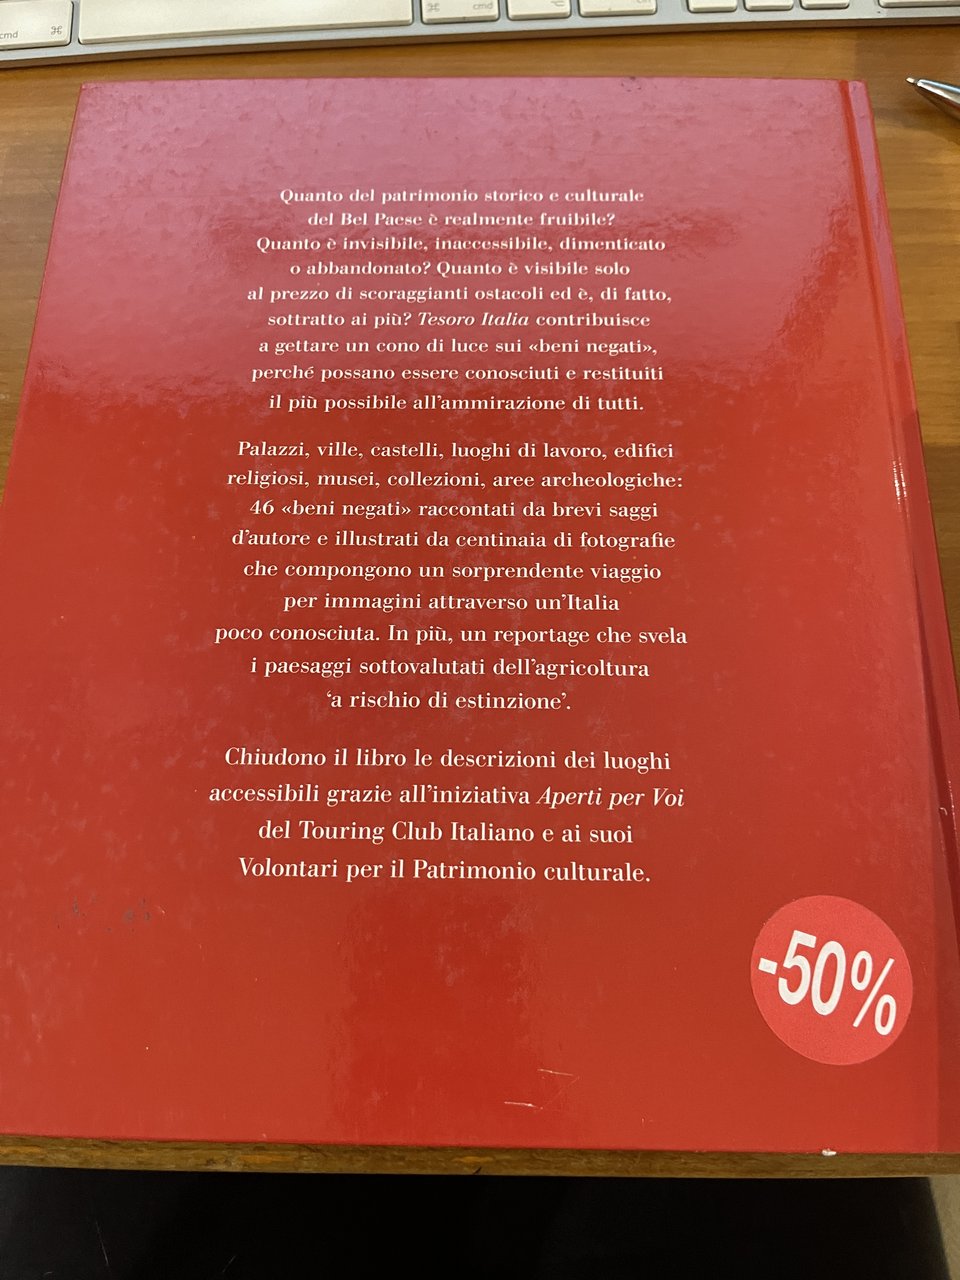 cmd ⌘
⌘ cmd
Quanto del patrimonio storico e culturale
del Bel Paese è realmente fruibile?
Quanto è invisibile, inaccessibile, dimenticato
o abbandonato? Quanto è visibile solo
al prezzo di scoraggianti ostacoli ed è, di fatto,
sottratto ai più? Tesoro Italia contribuisce
a gettare un cono di luce sui «beni negati»,
perché possano essere conosciuti e restituiti
il più possibile all'ammirazione di tutti.
Palazzi, ville, castelli, luoghi di lavoro, edifici
religiosi, musei, collezioni, aree archeologiche:
46 «beni negati» raccontati da brevi saggi
d'autore e illustrati da centinaia di fotografie
che compongono un sorprendente viaggio
per immagini attraverso un'Italia
poco conosciuta. In più, un reportage che svela
i paesaggi sottovalutati dell'agricoltura
'a rischio di estinzione'.
Chiudono il libro le descrizioni dei luoghi
accessibili grazie all'iniziativa Aperti per Voi
del Touring Club Italiano e ai suoi
Volontari per il Patrimonio culturale.
-50%